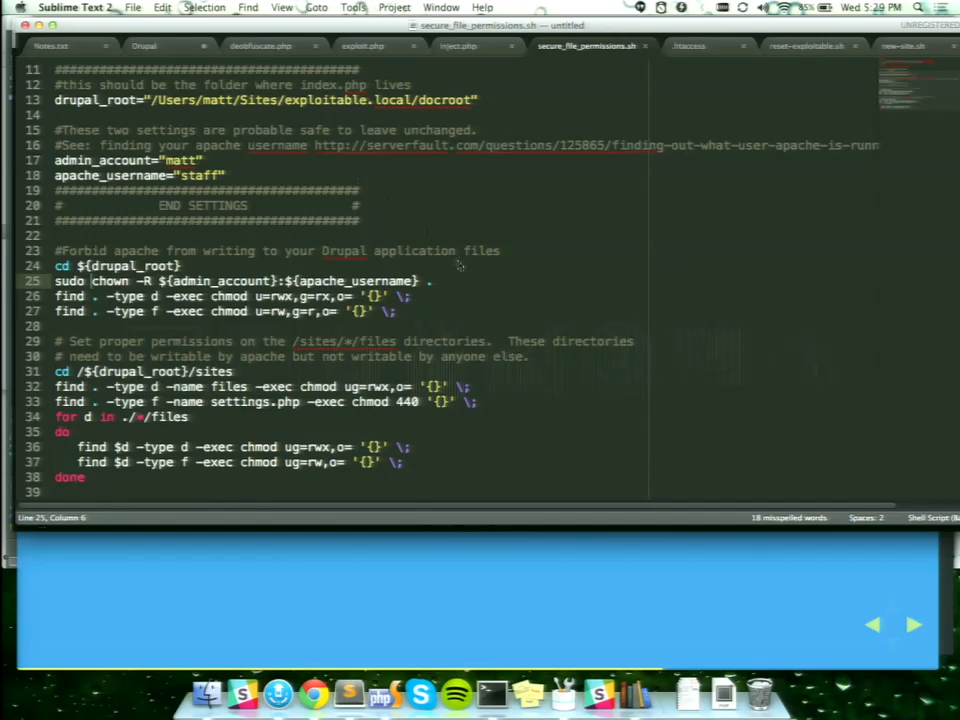 Sublime Text 2 File Edit Selection Find View Goto Tools Project Window Help 85% Wed 5:29 PM
secure_file_permissions.sh — untitled UNREGISTERED
Notes.txt Drupal deobfuscate.php exploit.php inject.php secure_file_permissions.sh .htaccess reset-exploitable.sh new-site.sh
11 #########################################
12 #this should be the folder where index.php lives
13 drupal_root="/Users/matt/Sites/exploitable.local/docroot"
14
15 #These two settings are probable safe to leave unchanged.
16 #See: finding your apache username http://serverfault.com/questions/125865/finding-out-what-user-apache-is-runn
17 admin_account="matt"
18 apache_username="staff"
19 #########################################
20 # END SETTINGS #
21 #########################################
22
23 #Forbid apache from writing to your Drupal application files
24 cd ${drupal_root}
25 sudo chown -R ${admin_account}:${apache_username} .
26 find . -type d -exec chmod u=rwx,g=rx,o= '{}' \;
27 find . -type f -exec chmod u=rw,g=r,o= '{}' \;
28
29 # Set proper permissions on the /sites/*/files directories. These directories
30 # need to be writable by apache but not writable by anyone else.
31 cd /${drupal_root}/sites
32 find . -type d -name files -exec chmod ug=rwx,o= '{}' \;
33 find . -type f -name settings.php -exec chmod 440 '{}' \;
34 for d in ./*/files
35 do
36 find $d -type d -exec chmod ug=rwx,o= '{}' \;
37 find $d -type f -exec chmod ug=rw,o= '{}' \;
38 done
39
Line 25, Column 6 18 misspelled words Spaces: 2 Shell Script (Ba
S S php S S